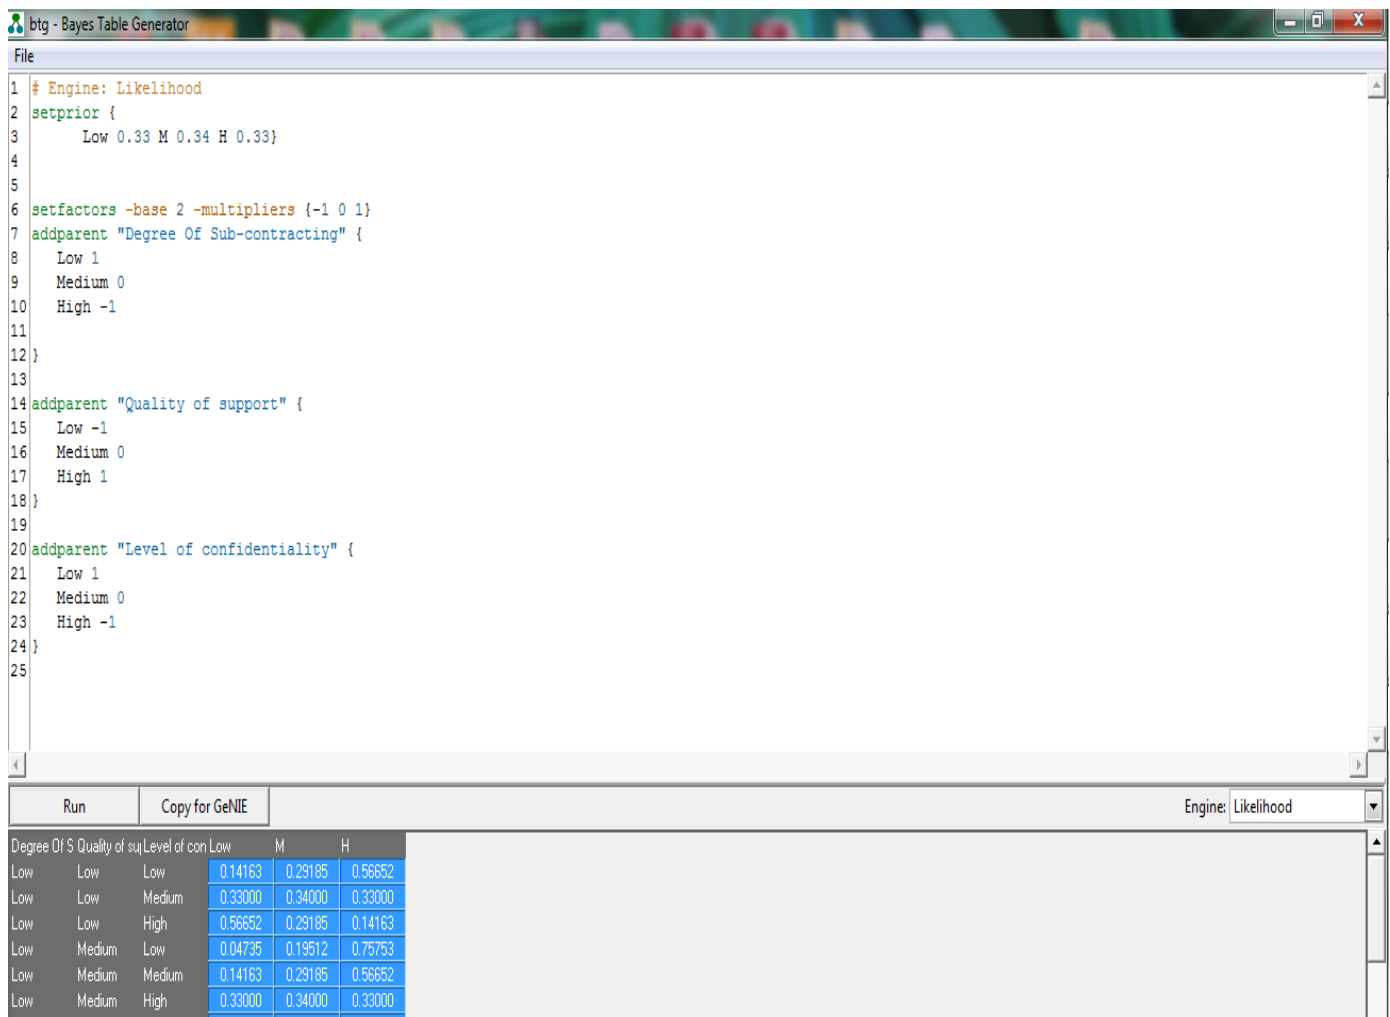 btg - Bayes Table Generator
File
1 # Engine: Likelihood
2 setprior {
3 Low 0.33 M 0.34 H 0.33}
4
5
6 setfactors -base 2 -multipliers {-1 0 1}
7 addparent "Degree Of Sub-contracting" {
8 Low 1
9 Medium 0
10 High -1
11
12 }
13
14 addparent "Quality of support" {
15 Low -1
16 Medium 0
17 High 1
18 }
19
20 addparent "Level of confidentiality" {
21 Low 1
22 Medium 0
23 High -1
24 }
25
Run Copy for GeNIE Engine: Likelihood
Degree Of S Quality of su Level of con Low M H
Low Low Low 0.14163 0.29185 0.56652
Low Low Medium 0.33000 0.34000 0.33000
Low Low High 0.56652 0.29185 0.14163
Low Medium Low 0.04735 0.19512 0.75753
Low Medium Medium 0.14163 0.29185 0.56652
Low Medium High 0.33000 0.34000 0.33000